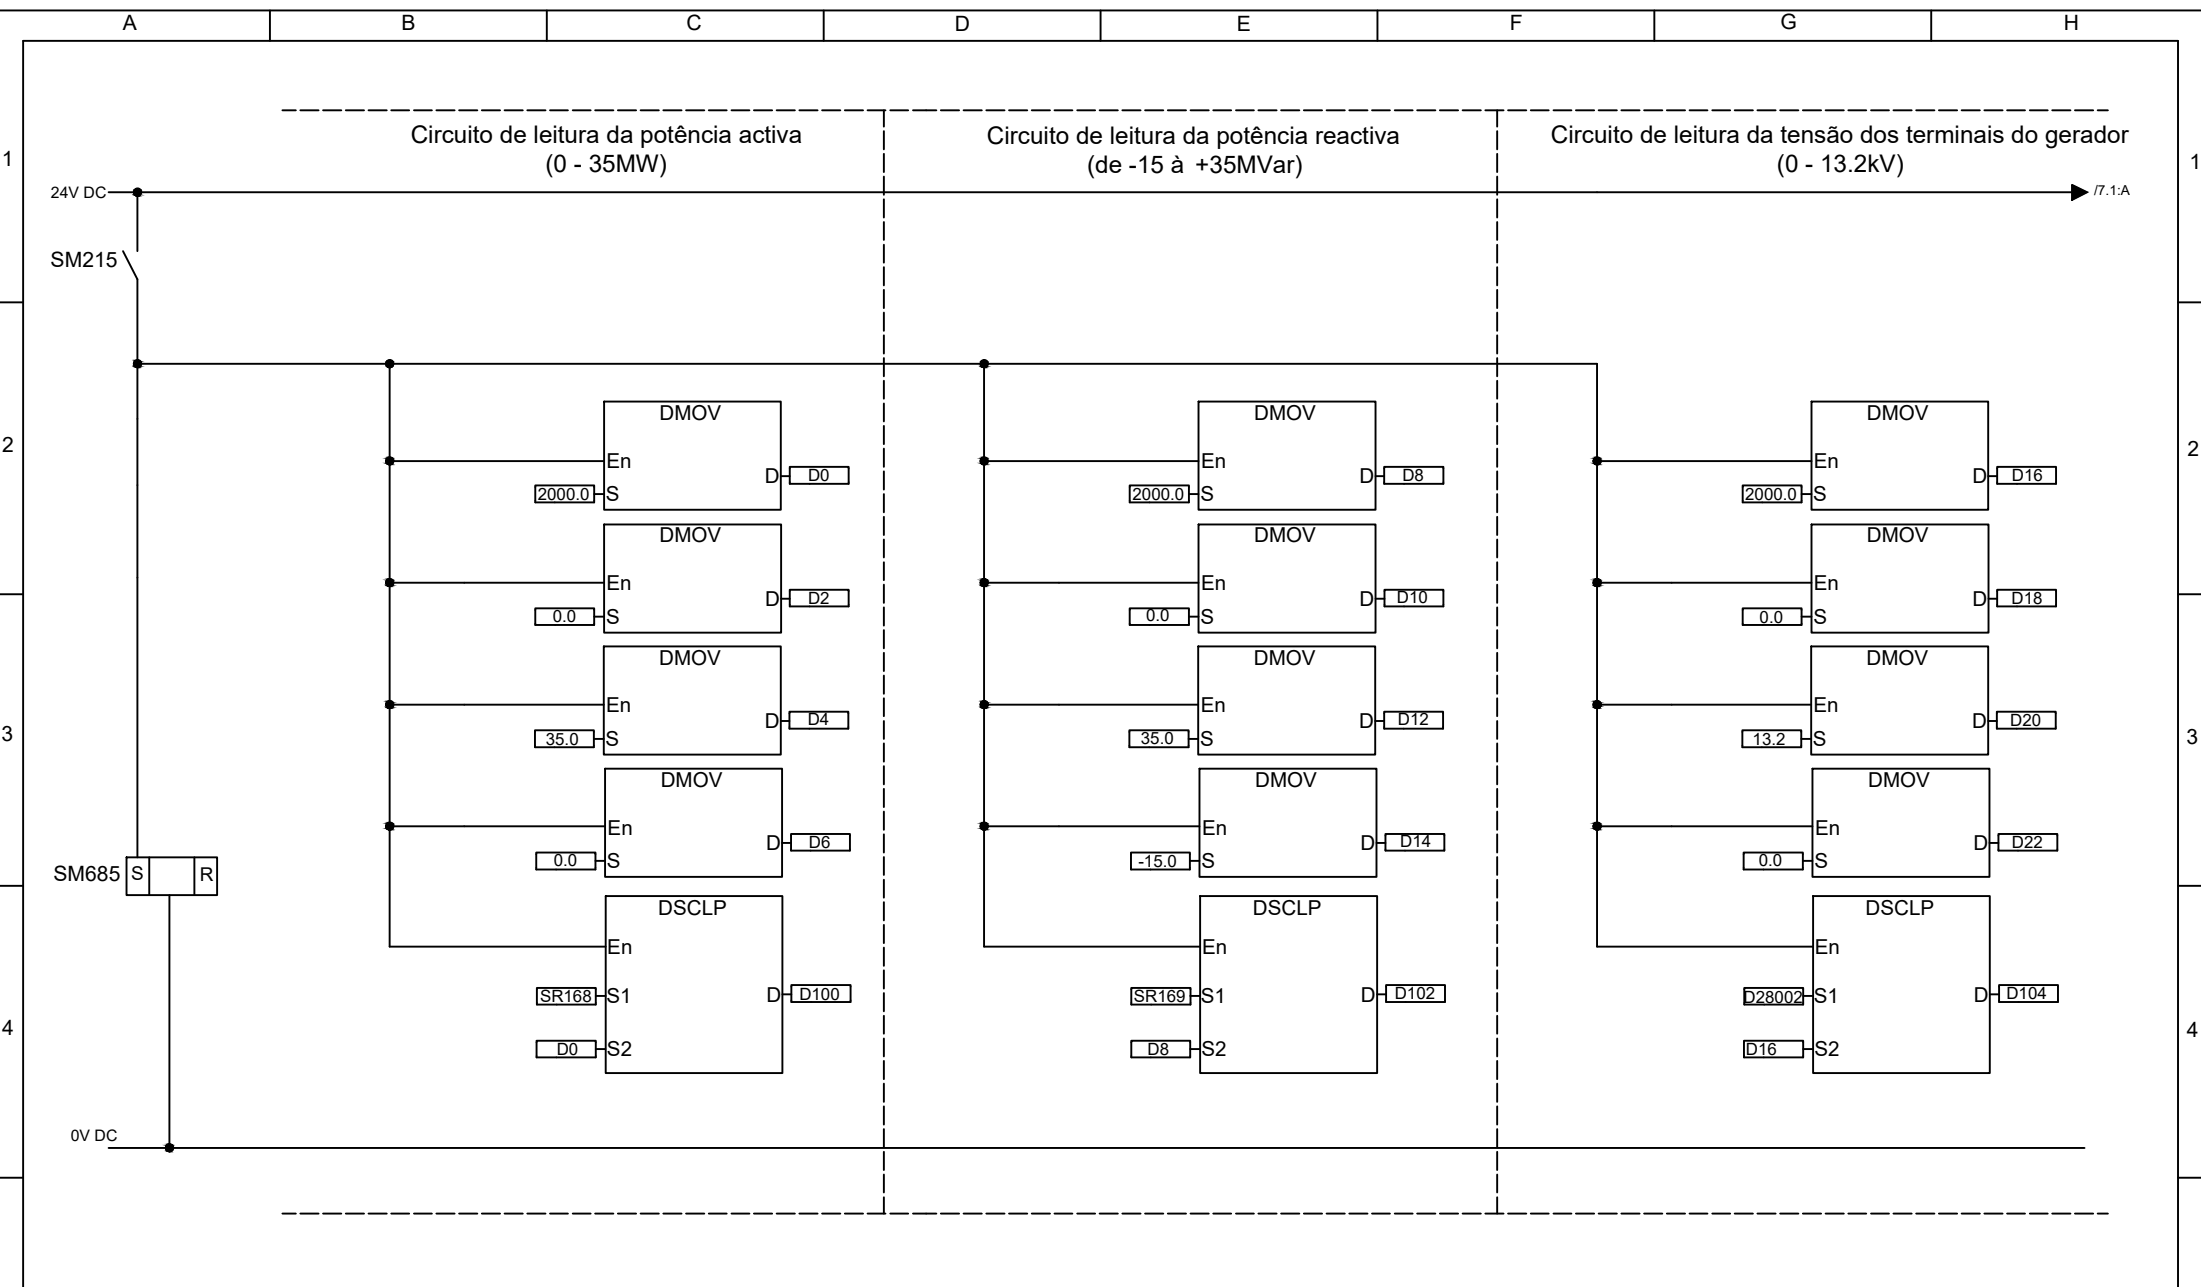 A B C D E F G H
Circuito de leitura da potência activa
(0 - 35MW)
Circuito de leitura da potência reactiva
(de -15 à +35MVar)
Circuito de leitura da tensão dos terminais do gerador
(0 - 13.2kV)
1 1
24V DC /7.1:A
SM215
2 2
DMOV
En
D D0
2000.0 S
DMOV
En
D D2
0.0 S
DMOV
En
D D4
35.0 S
DMOV
En
D D6
0.0 S
DSCLP
En
SR168 S1 D D100
D0 S2
DMOV
En
D D8
2000.0 S
DMOV
En
D D10
0.0 S
DMOV
En
D D12
35.0 S
DMOV
En
D D14
-15.0 S
DSCLP
En
SR169 S1 D D102
D8 S2
DMOV
En
D D16
2000.0 S
DMOV
En
D D18
0.0 S
DMOV
En
D D20
13.2 S
DMOV
En
D D22
0.0 S
DSCLP
En
D28002 S1 D D104
D16 S2
3 3
SM685 S R
4 4
0V DC